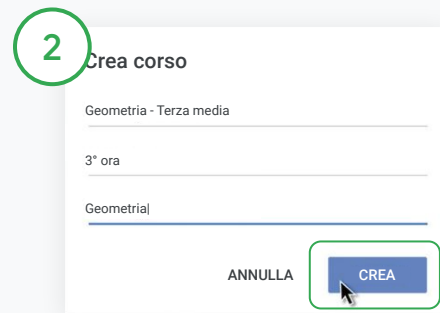 2
Crea corso
Geometria - Terza media
3° ora
Geometria
ANNULLA
CREA